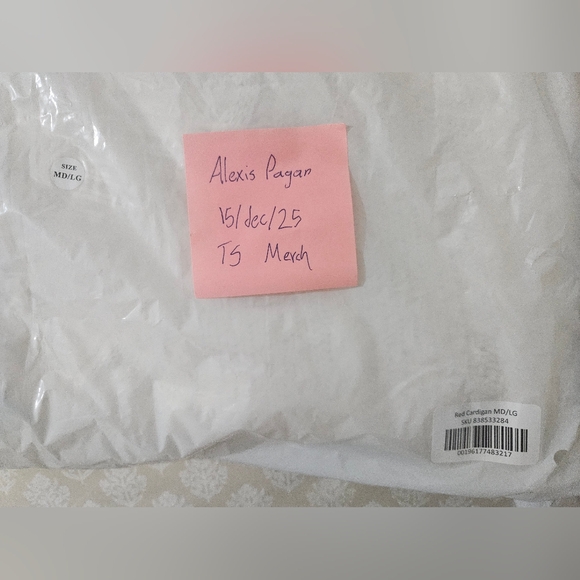 SIZE
MD/LG
Alexis Pagan
15/dec/25
TS Merch
Red Cardigan MD/LG
SKU 838533284
00196177483217